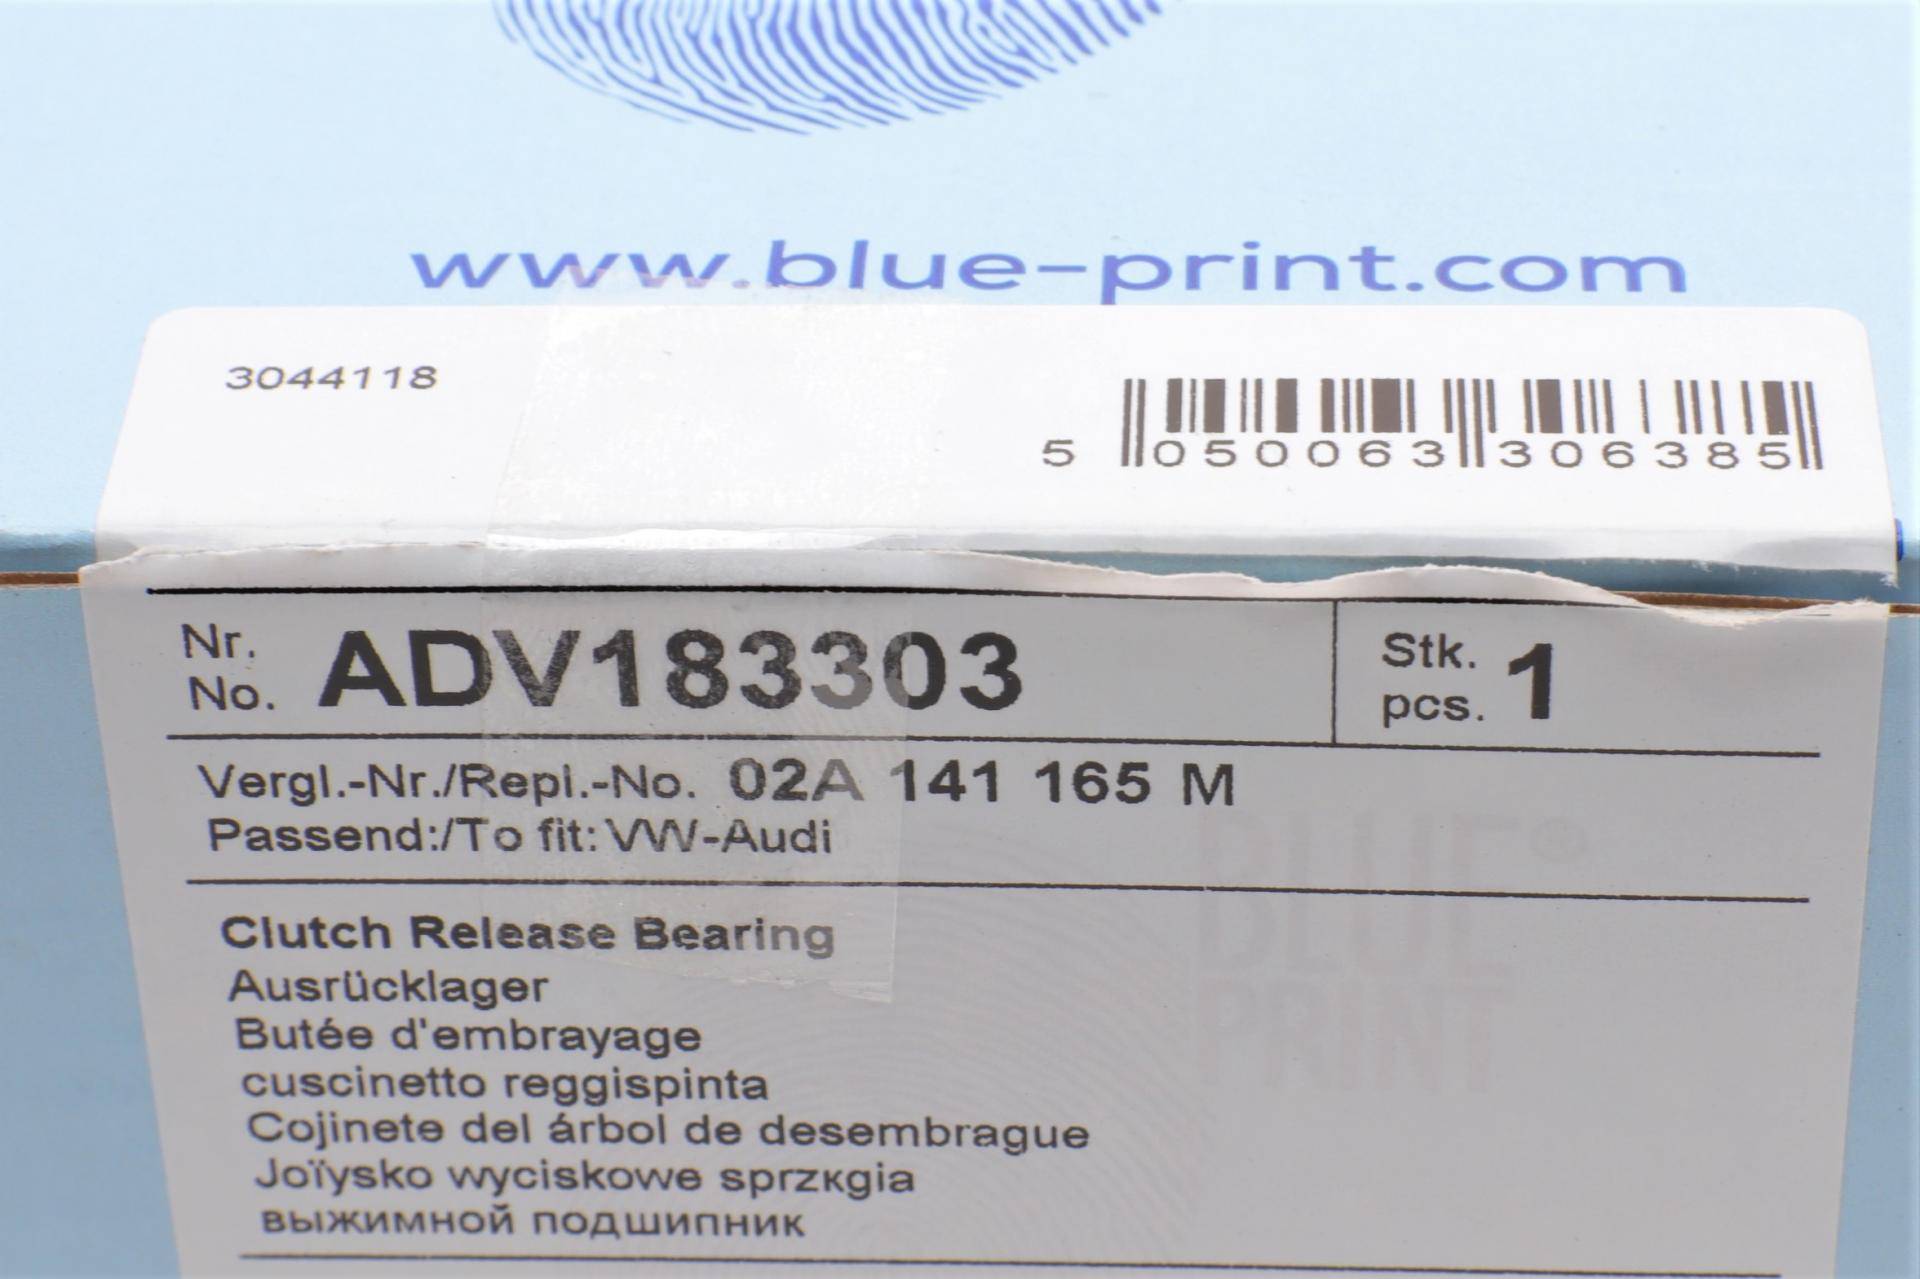 www.blue-print.com
3044118
5 050063 306385
Nr. No. ADV183303 Stk. pcs. 1
Vergl.-Nr./Repl.-No. 02A 141 165 M
Passend:/To fit: VW-Audi
BLUE®
BLUE
PRINT
Clutch Release Bearing
Ausrücklager
Butée d'embrayage
cuscinetto reggispinta
Cojinete del árbol de desembrague
Joïysko wyciskowe sprzкgia
выжимной подшипник